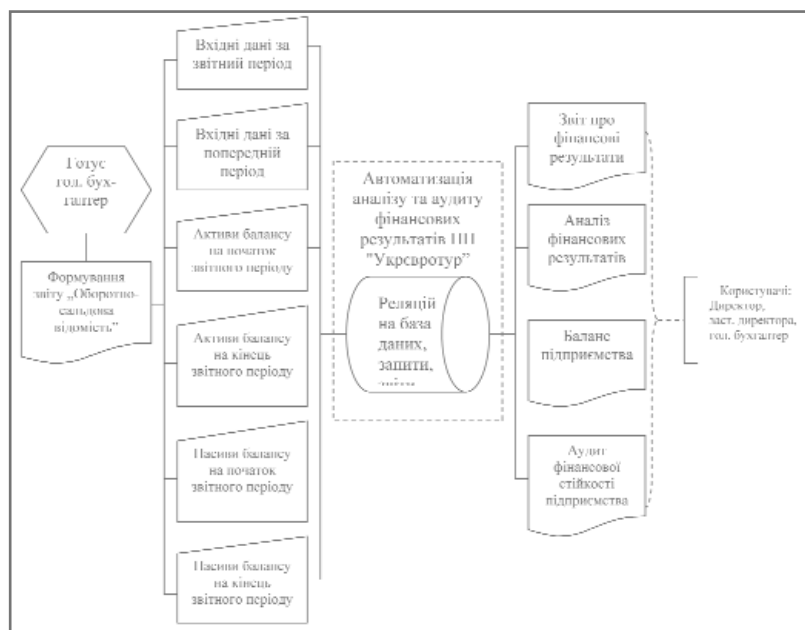 Готує
гол. бух-
галтер
Формування
звіту „Оборотно-
сальдова
відомість”
Вхідні дані за
звітний період
Вхідні дані за
попередній
період
Активи балансу
на початок
звітного періоду
Активи балансу
на кінець
звітного періоду
Пасиви балансу
на початок
звітного періоду
Пасиви балансу
на кінець
звітного періоду
Автоматизація
аналізу та аудиту
фінансових
результатів ПП
"Укрєвротур”
Реляцій
на база
даних,
запити,
Звіт про
фінансові
результати
Аналіз
фінансових
результатів
Баланс
підприємства
Аудит
фінансової
стійкості
підприємства
Користувачі:
Директор,
заст. директора,
гол. бухгалтер